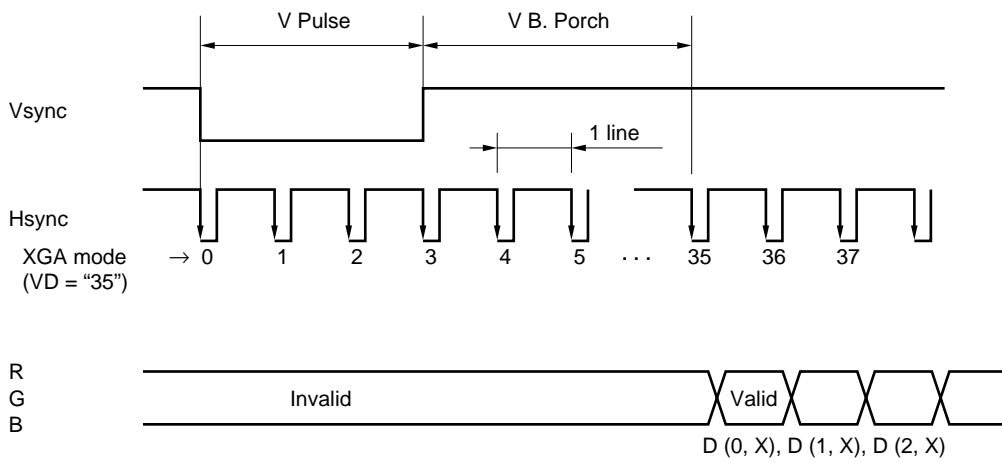 V Pulse V B. Porch
Vsync
1 line
Hsync
XGA mode → 0 1 2 3 4 5 · · · 35 36 37
(VD = “35”)
R
G Invalid Valid
B
D (0, X), D (1, X), D (2, X)